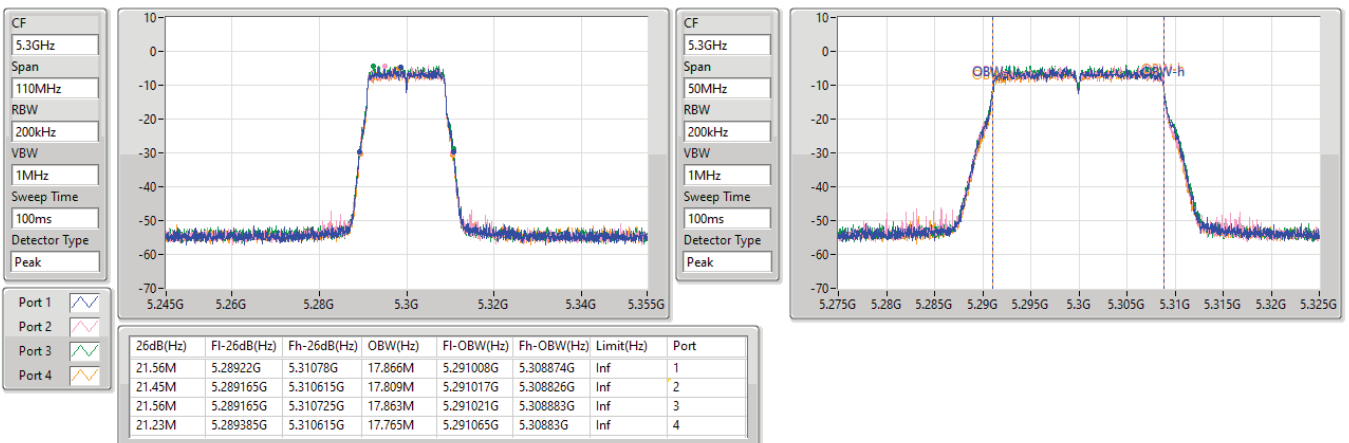 CF
5.3GHz
Span
110MHz
RBW
200kHz
VBW
1MHz
Sweep Time
100ms
Detector Type
Peak
10
0
-10
-20
-30
-40
-50
-60
-70
5.245G 5.26G 5.28G 5.3G 5.32G 5.34G 5.355G
CF
5.3GHz
Span
50MHz
RBW
200kHz
VBW
1MHz
Sweep Time
100ms
Detector Type
Peak
10
0
-10
-20
-30
-40
-50
-60
-70
OBW-h
5.275G 5.28G 5.285G 5.29G 5.295G 5.3G 5.305G 5.31G 5.315G 5.32G 5.325G
Port 1
Port 2
Port 3
Port 4
26dB(Hz) Fl-26dB(Hz) Fh-26dB(Hz) OBW(Hz) Fl-OBW(Hz) Fh-OBW(Hz) Limit(Hz) Port
21.56M 5.28922G 5.31078G 17.866M 5.291008G 5.308874G Inf 1
21.45M 5.289165G 5.310615G 17.809M 5.291017G 5.308826G Inf 2
21.56M 5.289165G 5.310725G 17.863M 5.291021G 5.308883G Inf 3
21.23M 5.289385G 5.310615G 17.765M 5.291065G 5.30883G Inf 4